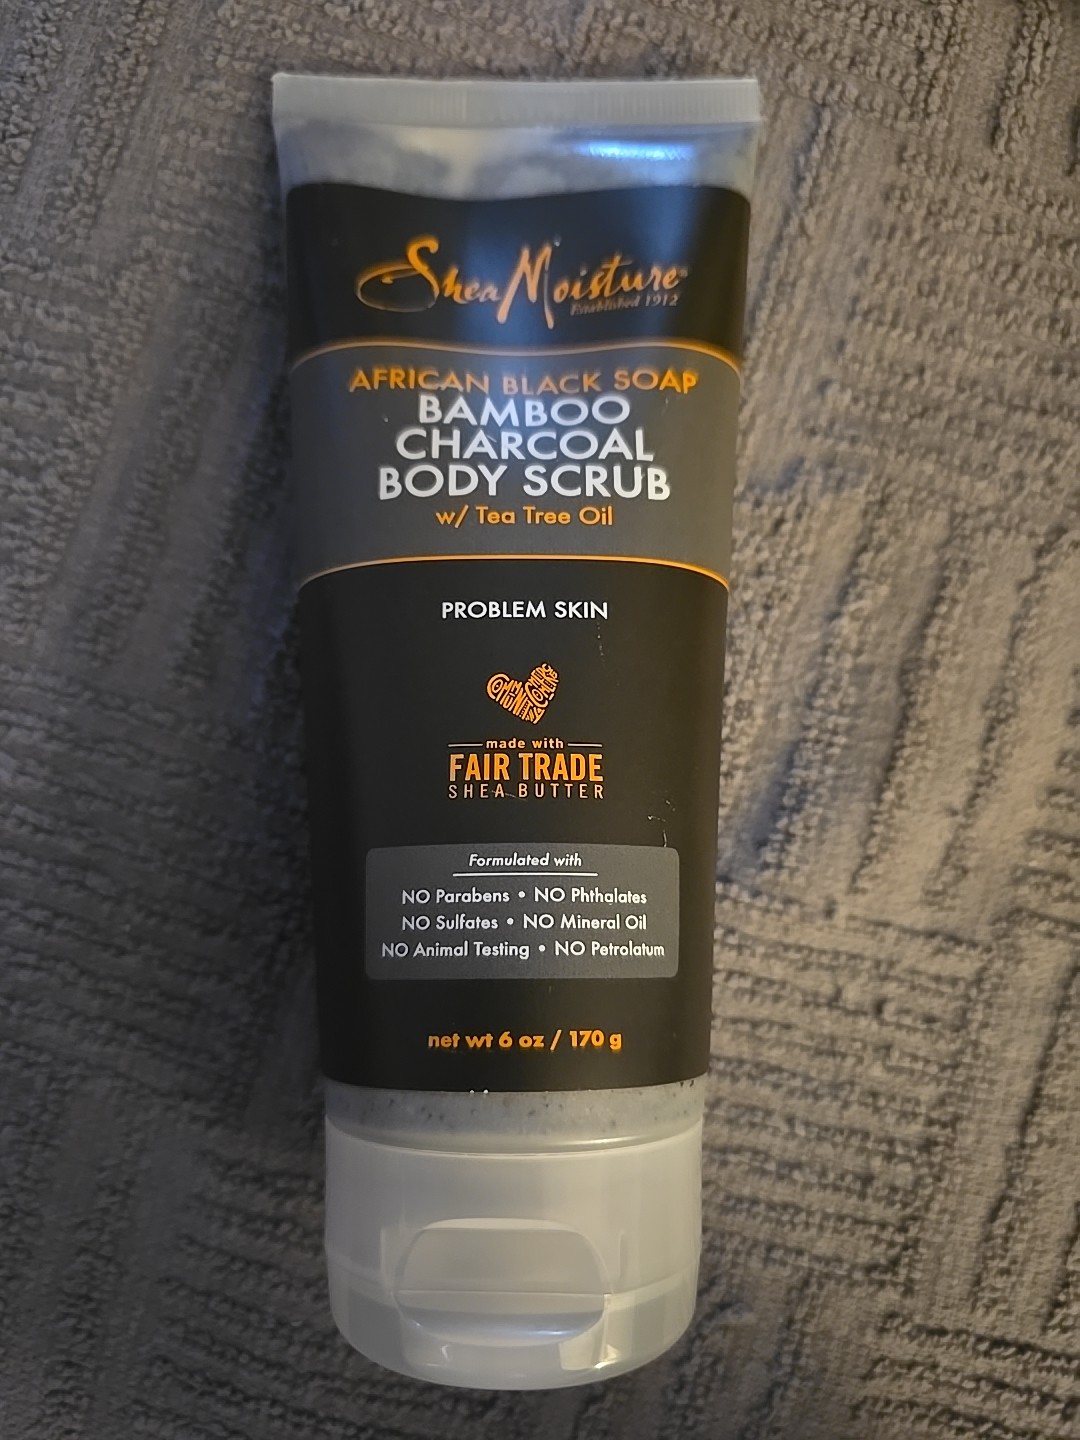 SheaMoisture
Established 1912
AFRICAN BLACK SOAP
BAMBOO
CHARCOAL
BODY SCRUB
w/ Tea Tree Oil
PROBLEM SKIN
made with
FAIR TRADE
SHEA BUTTER
Formulated with
NO Parabens • NO Phthalates
NO Sulfates • NO Mineral Oil
NO Animal Testing • NO Petrolatum
net wt 6 oz / 170 g